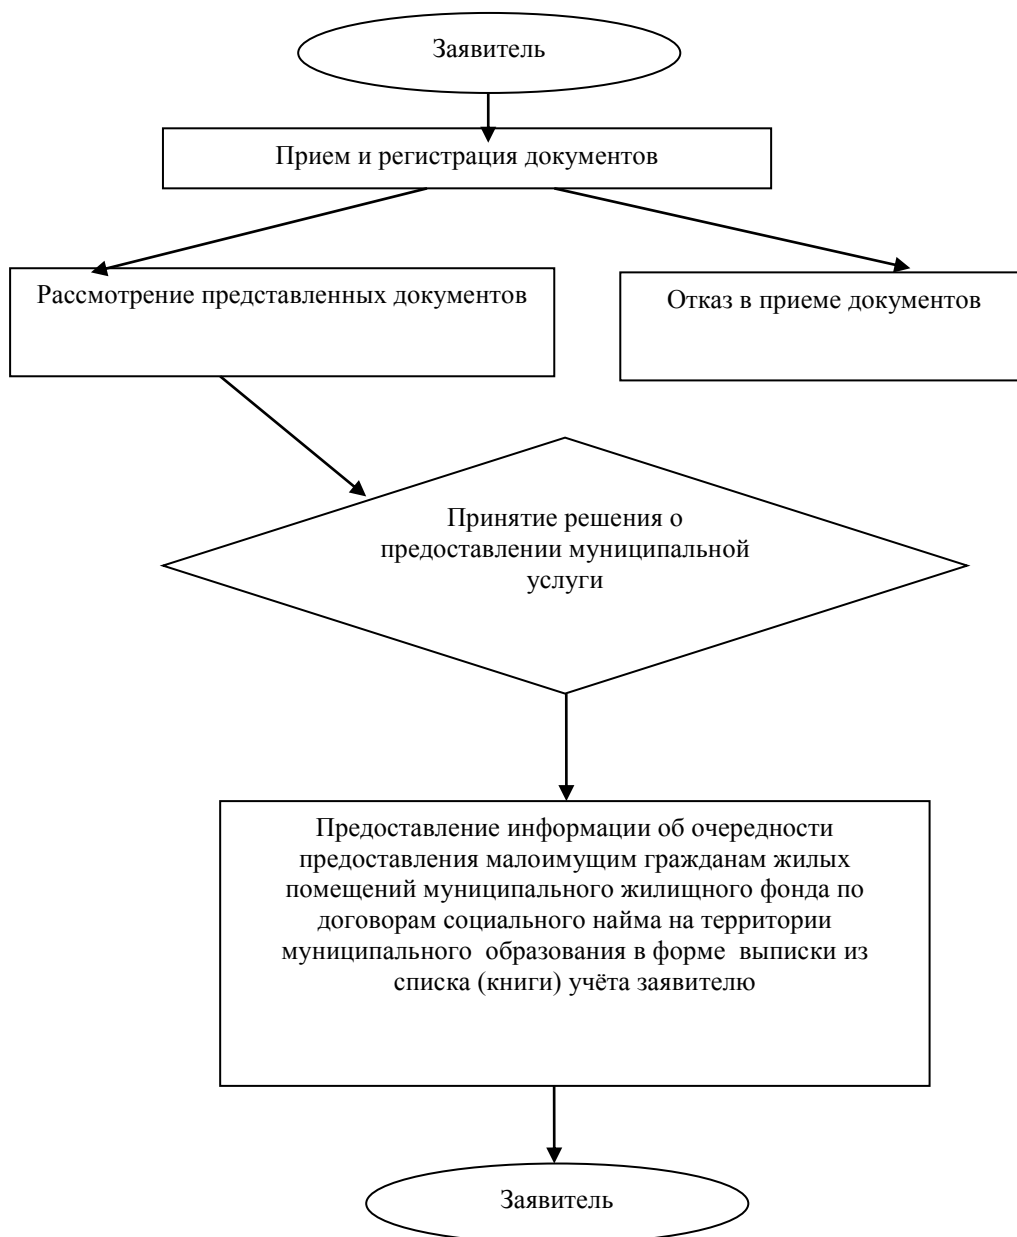 Заявитель
Прием и регистрация документов
Рассмотрение представленных документов
Отказ в приеме документов
Принятие решения о
предоставлении муниципальной
услуги
Предоставление информации об очередности
предоставления малоимущим гражданам жилых
помещений муниципального жилищного фонда по
договорам социального найма на территории
муниципального  образования в форме  выписки из
списка (книги) учёта заявителю
Заявитель